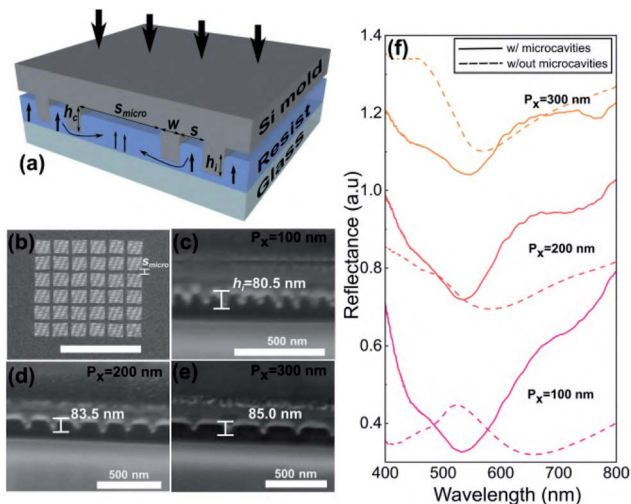 (a)
h_c
s_micro
w
s
h_i
Si mold
Resist
Glass
(b)
s_micro
(c)
P_x=100 nm
h_i=80.5 nm
500 nm
(d)
P_x=200 nm
83.5 nm
500 nm
(e)
P_x=300 nm
85.0 nm
500 nm
(f)
w/ microcavities
w/out microcavities
P_x=300 nm
P_x=200 nm
P_x=100 nm
Reflectance (a.u)
1.4
1.2
1.0
0.8
0.6
0.4
400
500
600
700
800
Wavelength (nm)